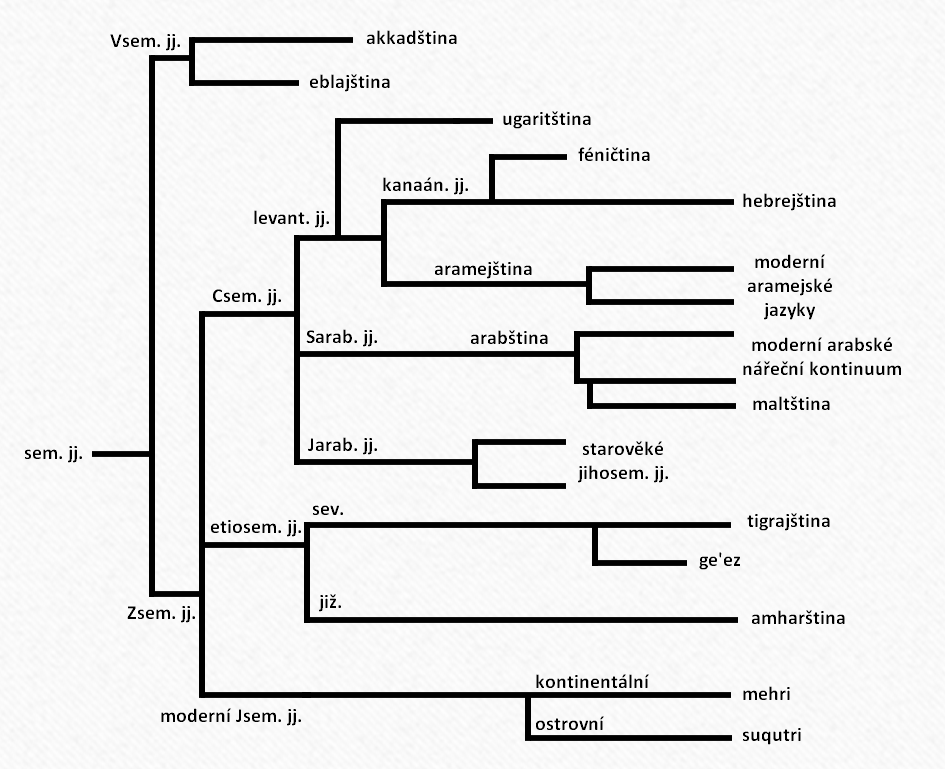 Vsem. jj.
akkadština
eblajština
ugaritština
féničtina
kanaán. jj.
hebrejština
levant. jj.
aramejština
moderní
aramejské
jazyky
Csem. jj.
Sarab. jj.
arabština
moderní arabské
nářeční kontinuum
maltština
Jarab. jj.
starověké
jihosem. jj.
sem. jj.
sev.
etiosem. jj.
tigrajština
ge'ez
již.
Zsem. jj.
amharština
kontinentální
mehri
moderní Jsem. jj.
ostrovní
suqutri